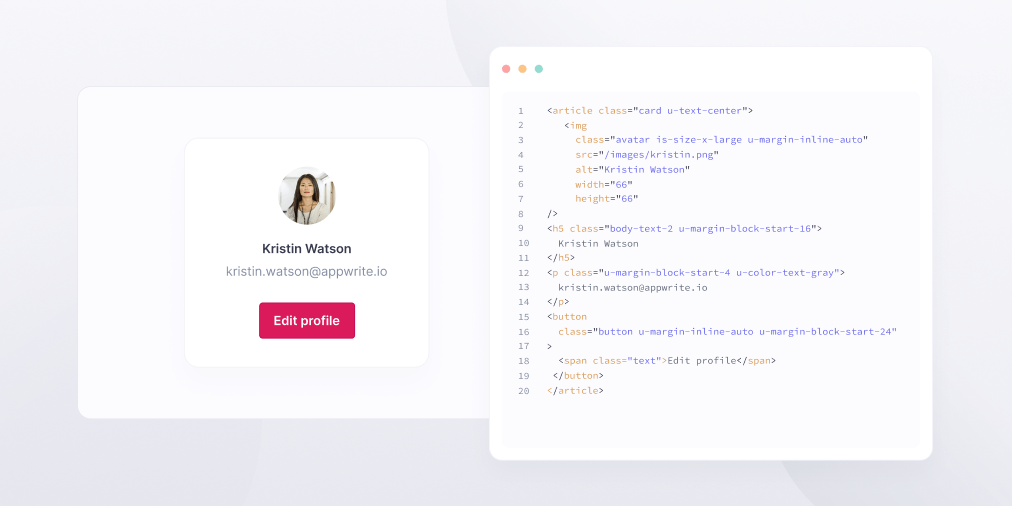 Kristin Watson
kristin.watson@appwrite.io
Edit profile
1 <article class="card u-text-center">
2 <img
3 class="avatar is-size-x-large u-margin-inline-auto"
4 src="/images/kristin.png"
5 alt="Kristin Watson"
6 width="66"
7 height="66"
8 />
9 <h5 class="body-text-2 u-margin-block-start-16">
10 Kristin Watson
11 </h5>
12 <p class="u-margin-block-start-4 u-color-text-gray">
13 kristin.watson@appwrite.io
14 </p>
15 <button
16 class="button u-margin-inline-auto u-margin-block-start-24"
17 >
18 <span class="text">Edit profile</span>
19 </button>
20 </article>